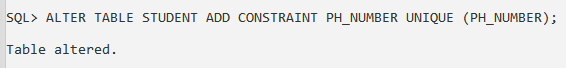 SQL> ALTER TABLE STUDENT ADD CONSTRAINT PH_NUMBER UNIQUE (PH_NUMBER);
Table altered.